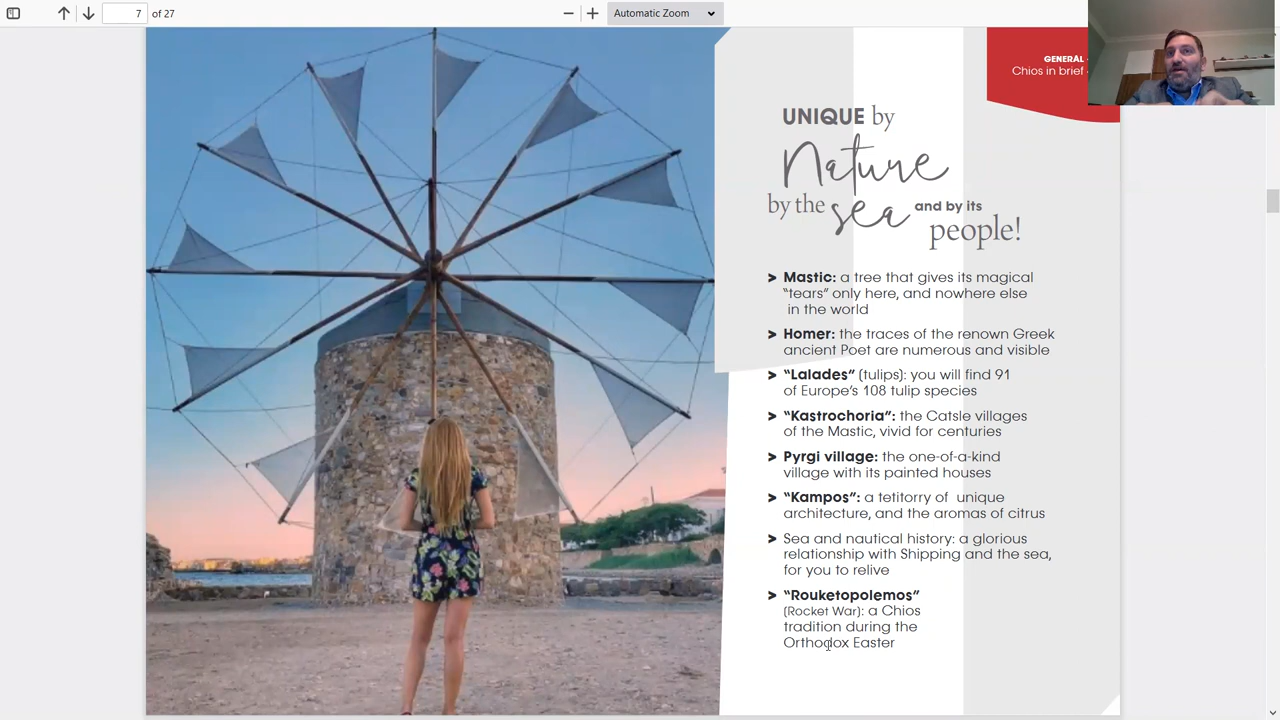 7 of 27
Automatic Zoom
GENERAL
Chios in brief
UNIQUE by
Nature
by the sea and by its
people!
> Mastic: a tree that gives its magical
“tears” only here, and nowhere else
in the world
> Homer: the traces of the renown Greek
ancient Poet are numerous and visible
> “Lalades” (tulips): you will find 91
of Europe’s 108 tulip species
> “Kastrochoria”: the Catsle villages
of the Mastic, vivid for centuries
> Pyrgi village: the one-of-a-kind
village with its painted houses
> “Kampos”: a tetitorry of unique
architecture, and the aromas of citrus
> Sea and nautical history: a glorious
relationship with Shipping and the sea,
for you to relive
> “Rouketopolemos”
(Rocket War): a Chios
tradition during the
Orthodox Easter